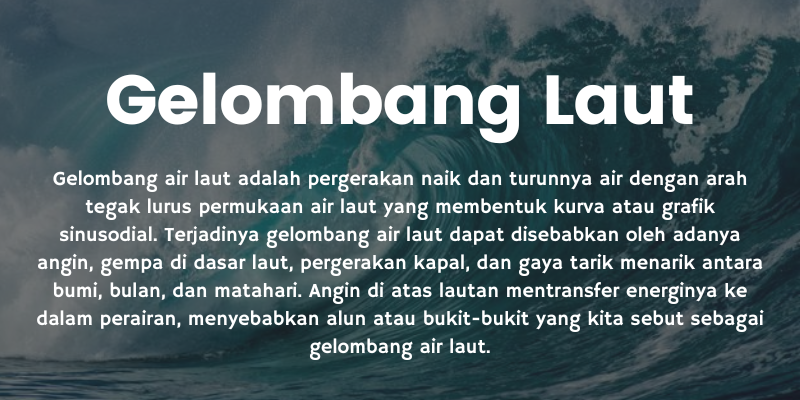 Gelombang Laut
Gelombang air laut adalah pergerakan naik dan turunnya air dengan arah
tegak lurus permukaan air laut yang membentuk kurva atau grafik
sinusodial. Terjadinya gelombang air laut dapat disebabkan oleh adanya
angin, gempa di dasar laut, pergerakan kapal, dan gaya tarik menarik antara
bumi, bulan, dan matahari. Angin di atas lautan mentransfer energinya ke
dalam perairan, menyebabkan alun atau bukit-bukit yang kita sebut sebagai
gelombang air laut.